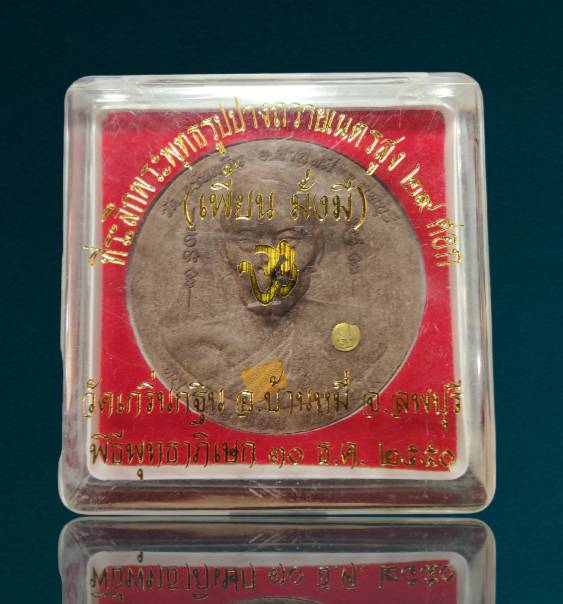 ที่ระลึกพระพุทธรูปปางถวายเนตรสูง ๒๙ ศอก
(เพี้ยน มั่งมี)
วัดเกริ่นกฐิน อ.บ้านหมี่ จ.ลพบุรี
พิธีพุทธาภิเษก ๓๐ ธ.ค. ๒๕๕๐